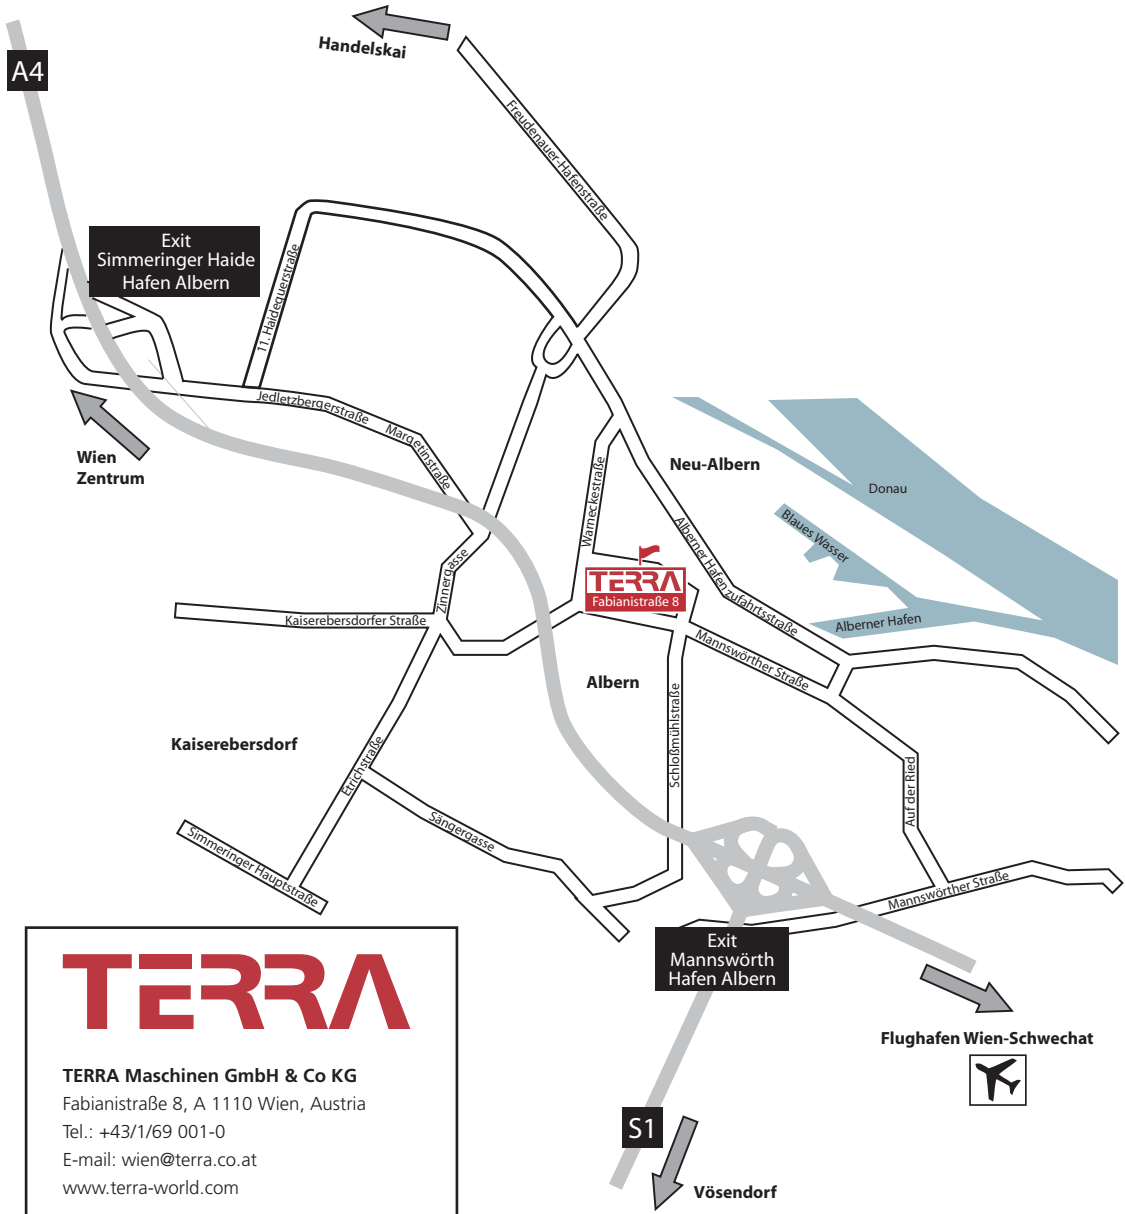 Handelskai
A4
Freudenauer-Hafenstraße
Exit
Simmeringer Haide
Hafen Albern
11. Haidequerstraße
Jedletzbergerstraße
Margetinstraße
Wien
Zentrum
Neu-Albern
Donau
Blaues Wasser
Warneckestraße
Alberner Hafenzufahrtsstraße
TERRA
Fabianistraße 8
Zinnergasse
Kaiserebersdorfer Straße
Alberner Hafen
Mannswörther Straße
Albern
Schloßmühlstraße
Kaiserebersdorf
Etrichstraße
Auf der Ried
Sängergasse
Simmeringer Hauptstraße
Mannswörther Straße
Exit
Mannswörth
Hafen Albern
Flughafen Wien-Schwechat
S1
Vösendorf
TERRA
TERRA Maschinen GmbH & Co KG
Fabianistraße 8, A 1110 Wien, Austria
Tel.: +43/1/69 001-0
E-mail: wien@terra.co.at
www.terra-world.com